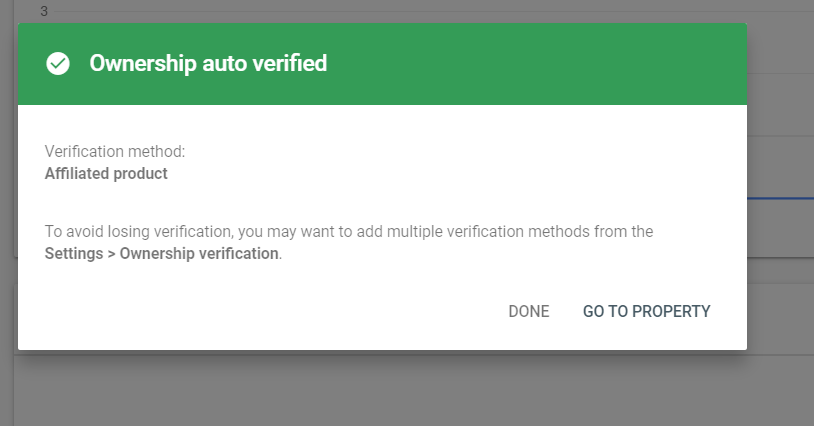 3
Ownership auto verified
Verification method:
Affiliated product
To avoid losing verification, you may want to add multiple verification methods from the
Settings > Ownership verification.
DONE GO TO PROPERTY